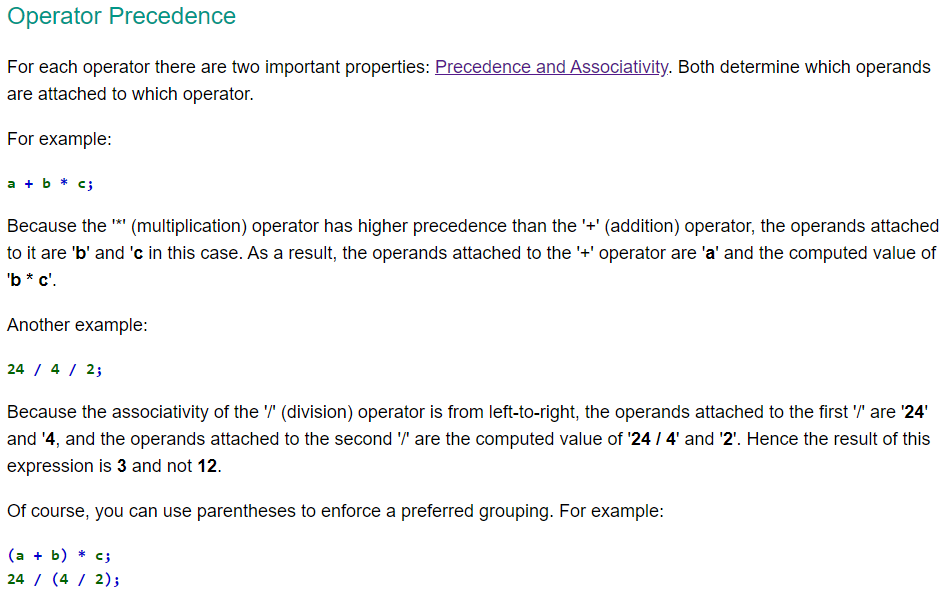 Operator Precedence
For each operator there are two important properties: Precedence and Associativity. Both determine which operands
are attached to which operator.
For example:
a + b * c;
Because the '*' (multiplication) operator has higher precedence than the '+' (addition) operator, the operands attached
to it are 'b' and 'c in this case. As a result, the operands attached to the '+' operator are 'a' and the computed value of
'b * c'.
Another example:
24 / 4 / 2;
Because the associativity of the '/' (division) operator is from left-to-right, the operands attached to the first '/' are '24'
and '4, and the operands attached to the second '/' are the computed value of '24 / 4' and '2'. Hence the result of this
expression is 3 and not 12.
Of course, you can use parentheses to enforce a preferred grouping. For example:
(a + b) * c;
24 / (4 / 2);